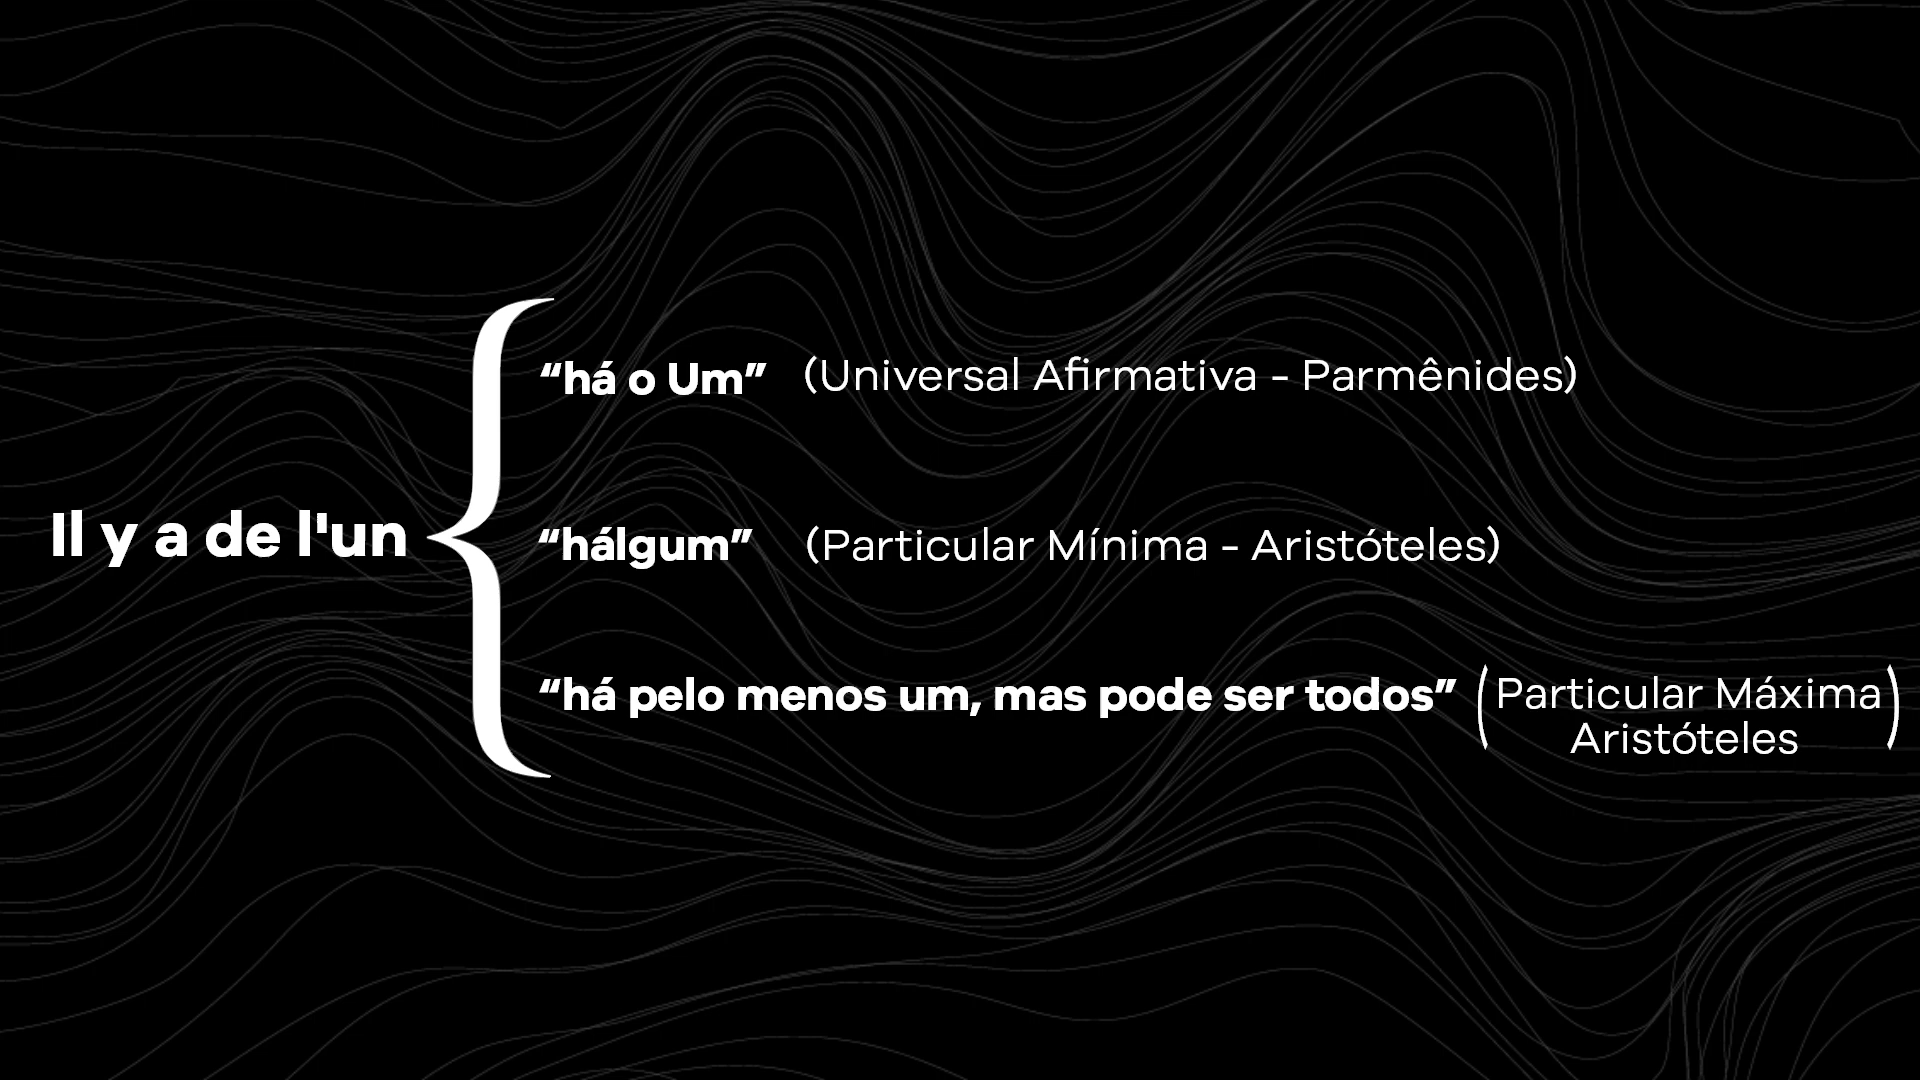 “há o Um” (Universal Afirmativa - Parmênides)
Il y a de l'un
“hálgum” (Particular Mínima - Aristóteles)
“há pelo menos um, mas pode ser todos” (Particular Máxima
Aristóteles)